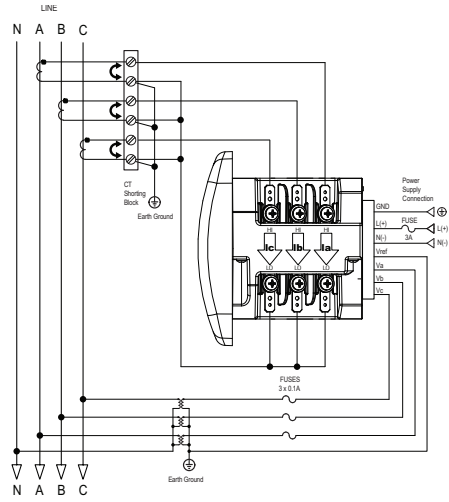 LINE
N A B C
CT
Shorting
Block
Earth Ground
Power
Supply
Connection
GND
L(+)
FUSE
L(+)
N(-)
3A
N(-)
Vref
Va
Vb
Vc
HI HI HI
Ic Ib Ia
LO LO LO
FUSES
3 x 0.1A
Earth Ground
N A B C